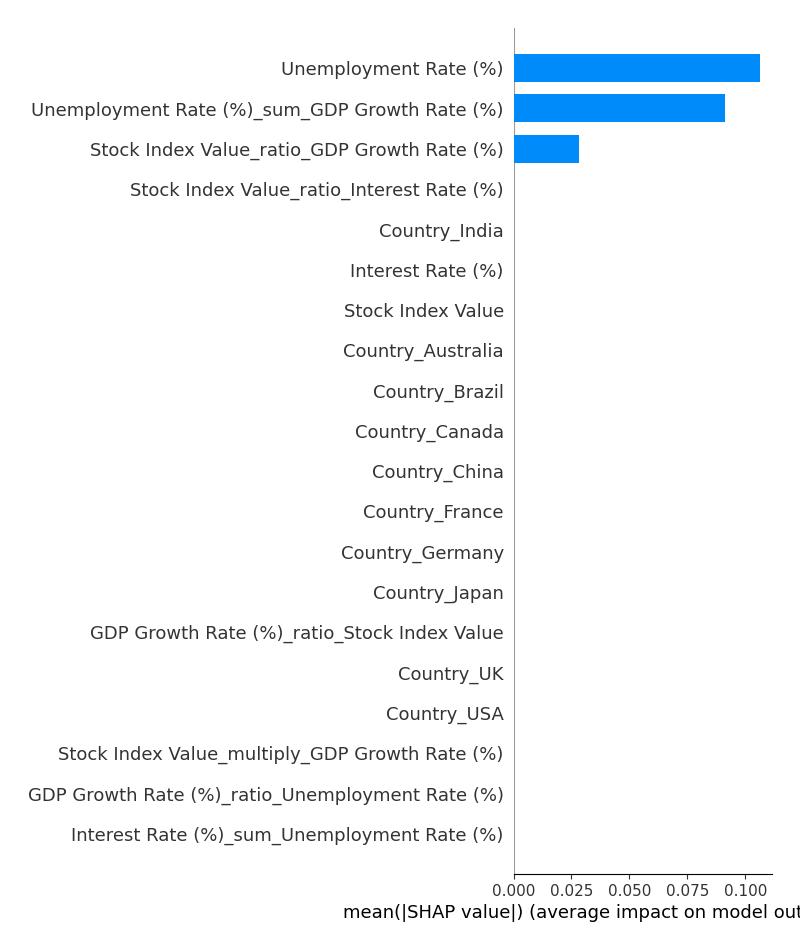 Unemployment Rate (%)
Unemployment Rate (%)_sum_GDP Growth Rate (%)
Stock Index Value_ratio_GDP Growth Rate (%)
Stock Index Value_ratio_Interest Rate (%)
Country_India
Interest Rate (%)
Stock Index Value
Country_Australia
Country_Brazil
Country_Canada
Country_China
Country_France
Country_Germany
Country_Japan
GDP Growth Rate (%)_ratio_Stock Index Value
Country_UK
Country_USA
Stock Index Value_multiply_GDP Growth Rate (%)
GDP Growth Rate (%)_ratio_Unemployment Rate (%)
Interest Rate (%)_sum_Unemployment Rate (%)
0.000 0.025 0.050 0.075 0.100
mean(|SHAP value|) (average impact on model out